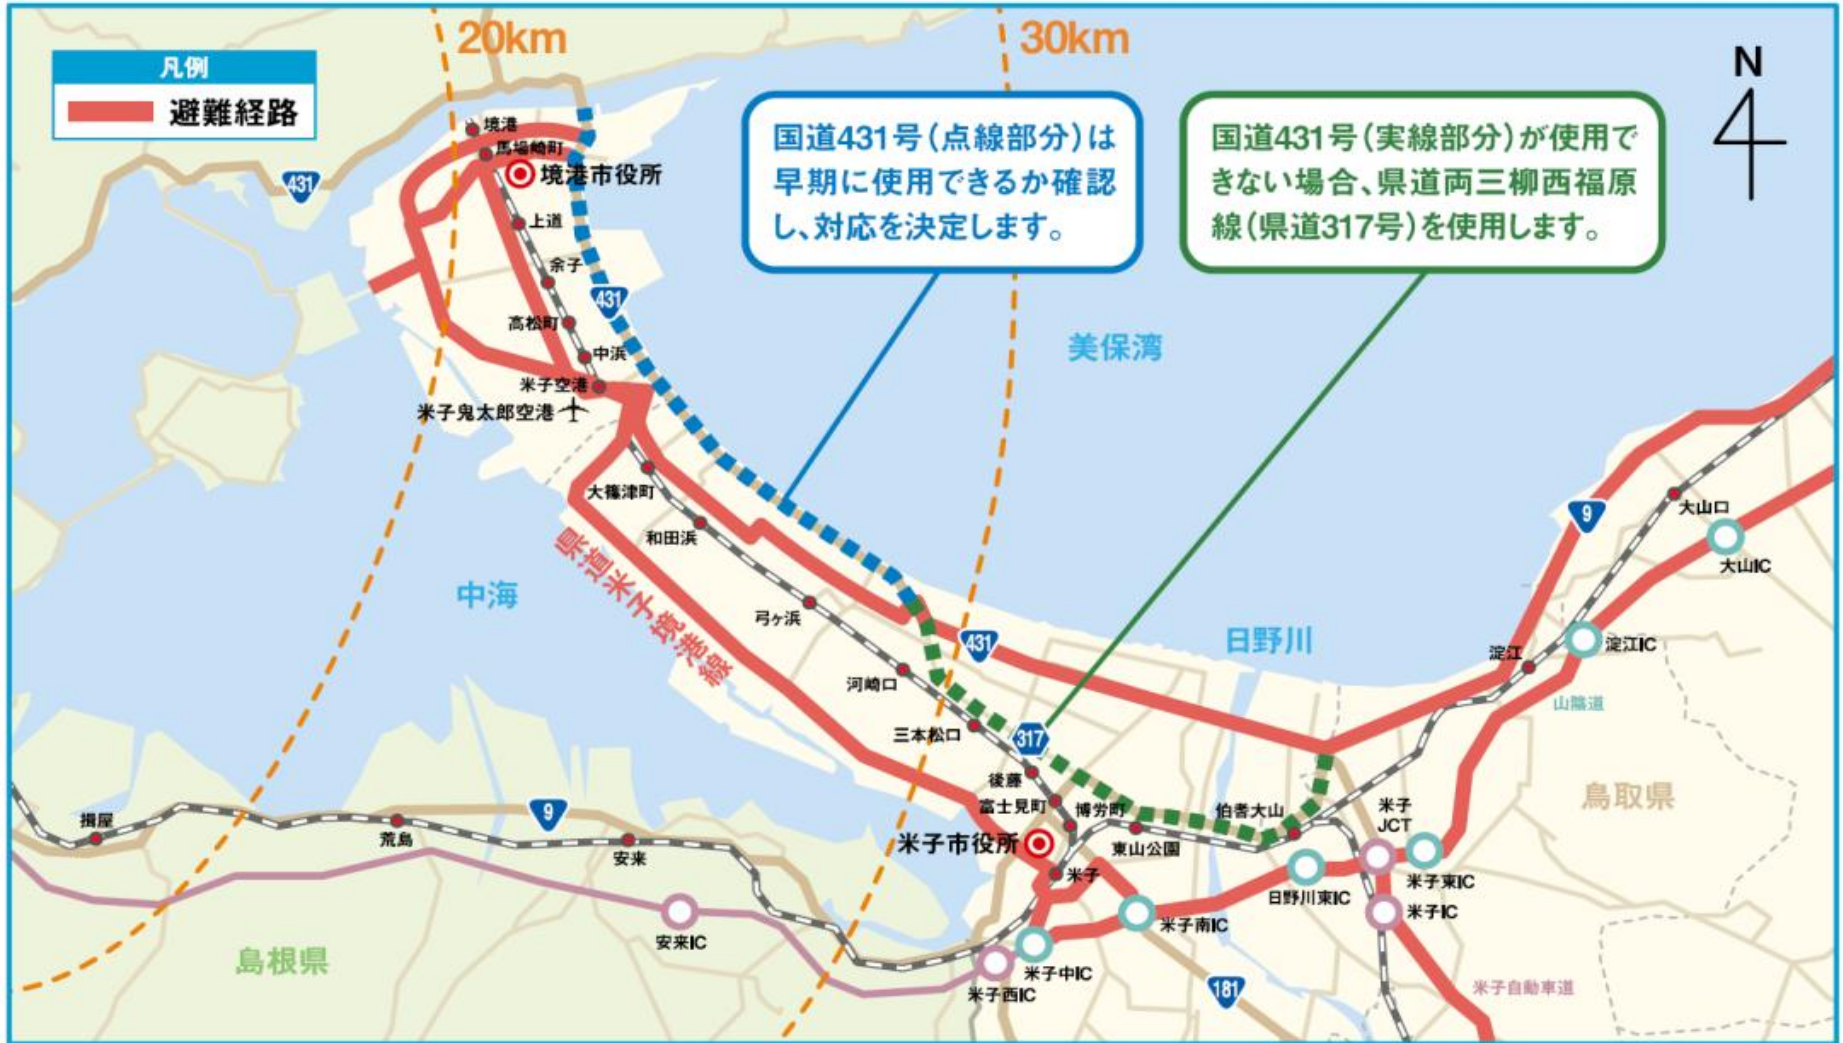 20km
30km
N
凡例
避難経路
国道431号(点線部分)は
早期に使用できるか確認
し、対応を決定します。
国道431号(実線部分)が使用で
きない場合、県道両三柳西福原
線(県道317号)を使用します。
境港
馬場崎町
境港市役所
431
上道
余子
431
高松町
中浜
米子空港
米子鬼太郎空港
美保湾
大篠津町
和田浜
県道米子境港線
中海
弓ヶ浜
河崎口
三本松口
431
317
日野川
9
大山口
大山IC
淀江
淀江IC
山陰道
鳥取県
後藤
富士見町
博労町
伯耆大山
米子
JCT
米子市役所
東山公園
米子
米子東IC
日野川東IC
米子IC
米子南IC
米子中IC
米子西IC
181
米子自動車道
揖屋
荒島
9
安来
安来IC
島根県